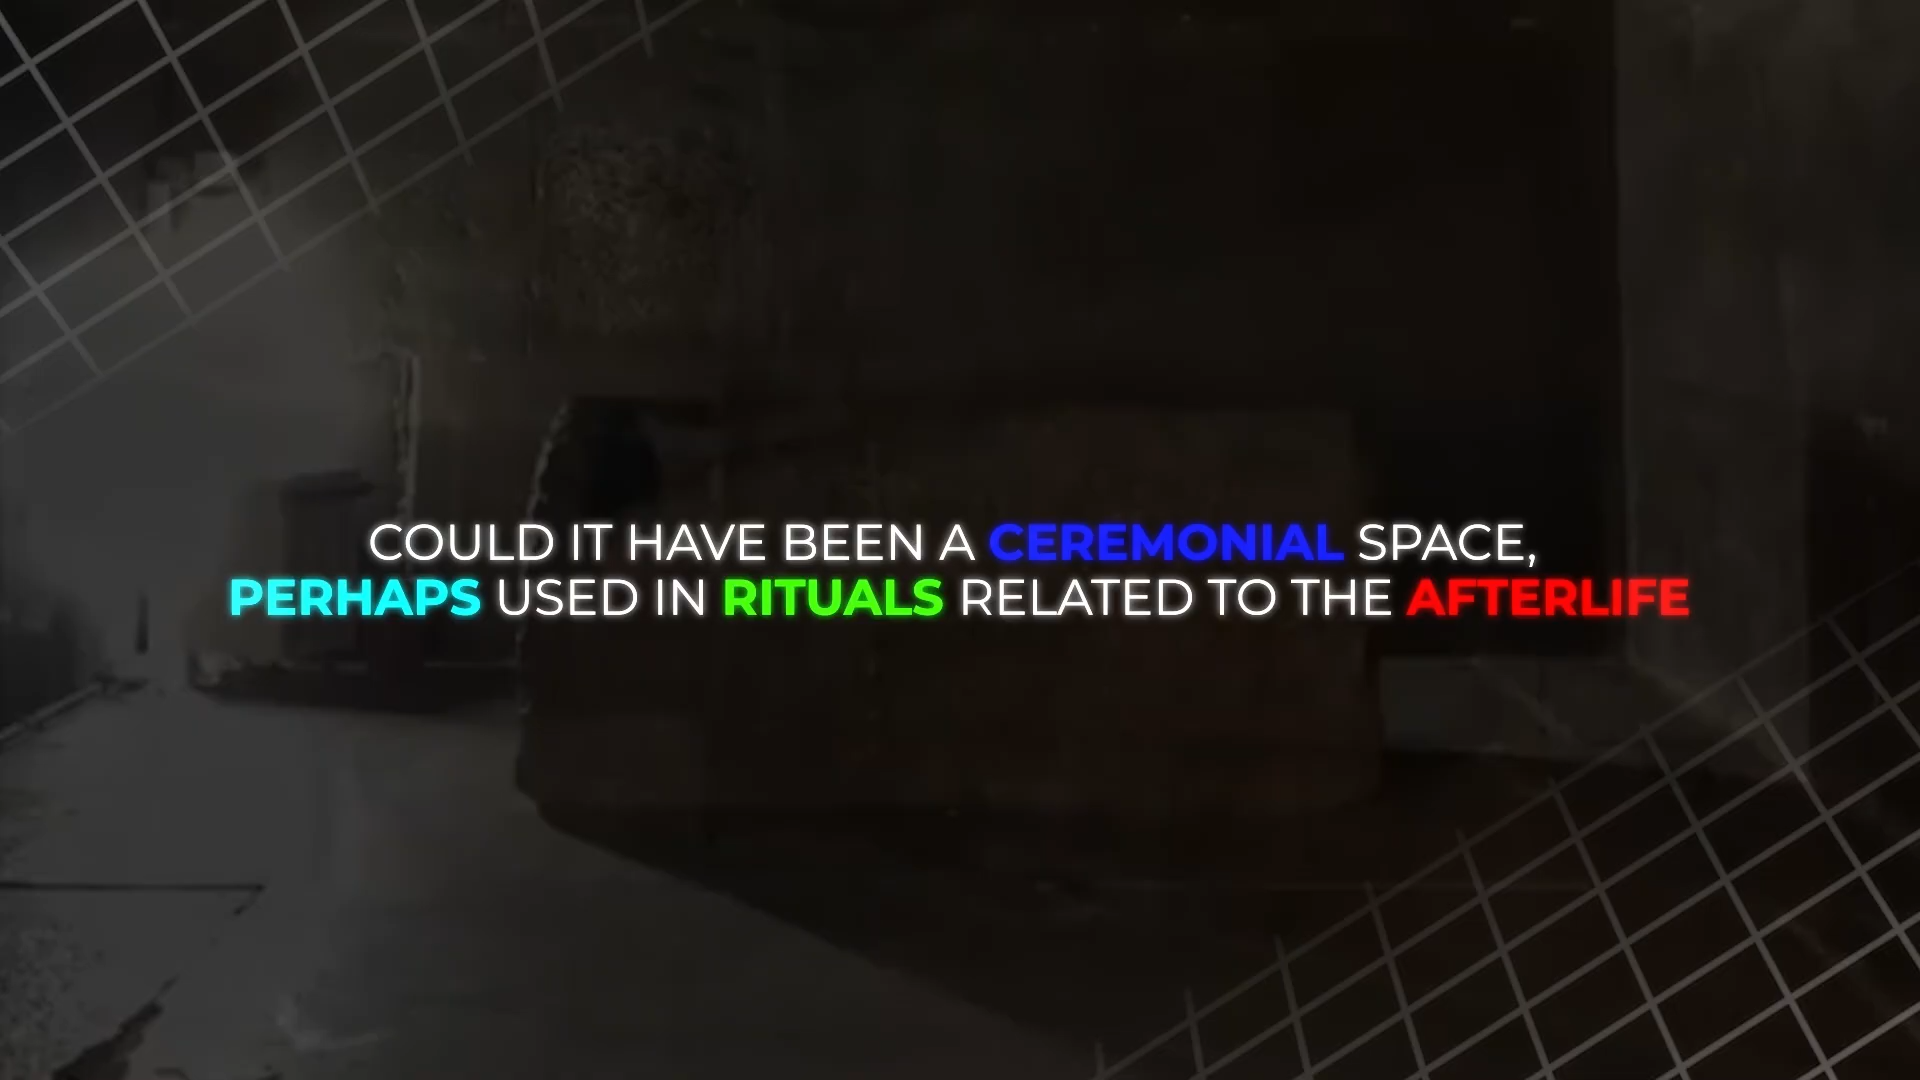 COULD IT HAVE BEEN A CEREMONIAL SPACE,
PERHAPS USED IN RITUALS RELATED TO THE AFTERLIFE